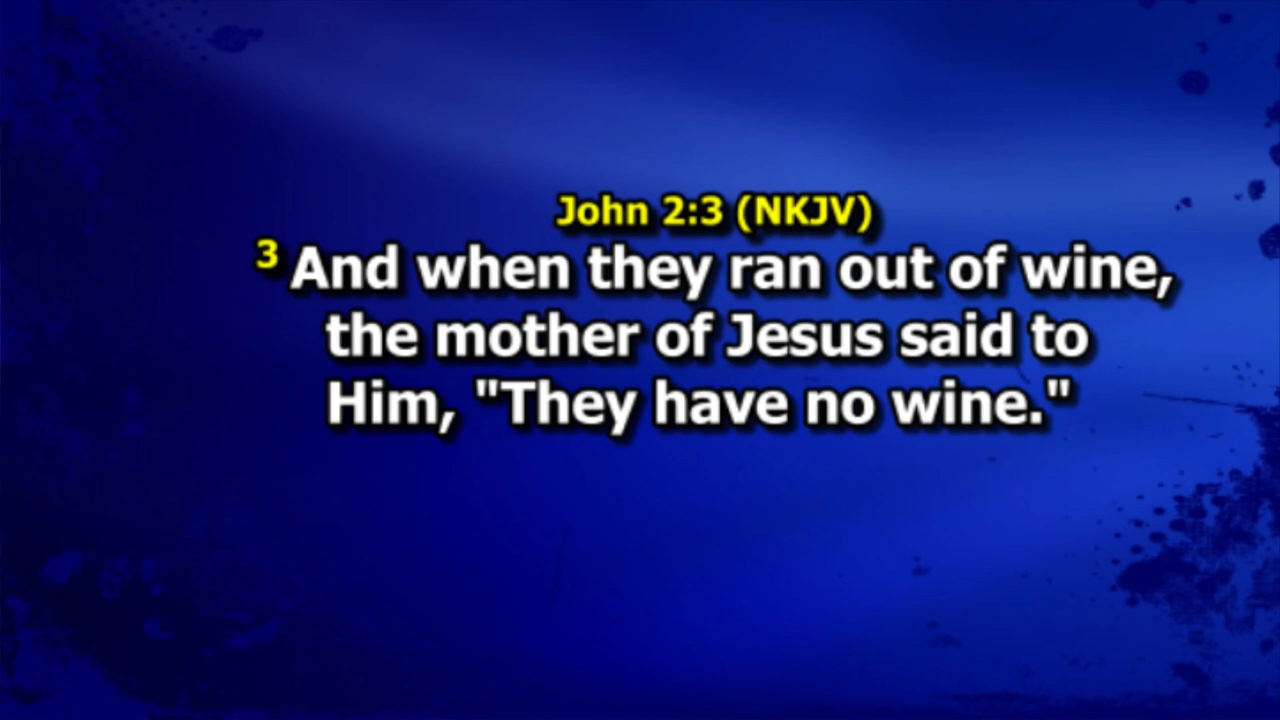 John 2:3 (NKJV)
3 And when they ran out of wine,
the mother of Jesus said to
Him, "They have no wine."